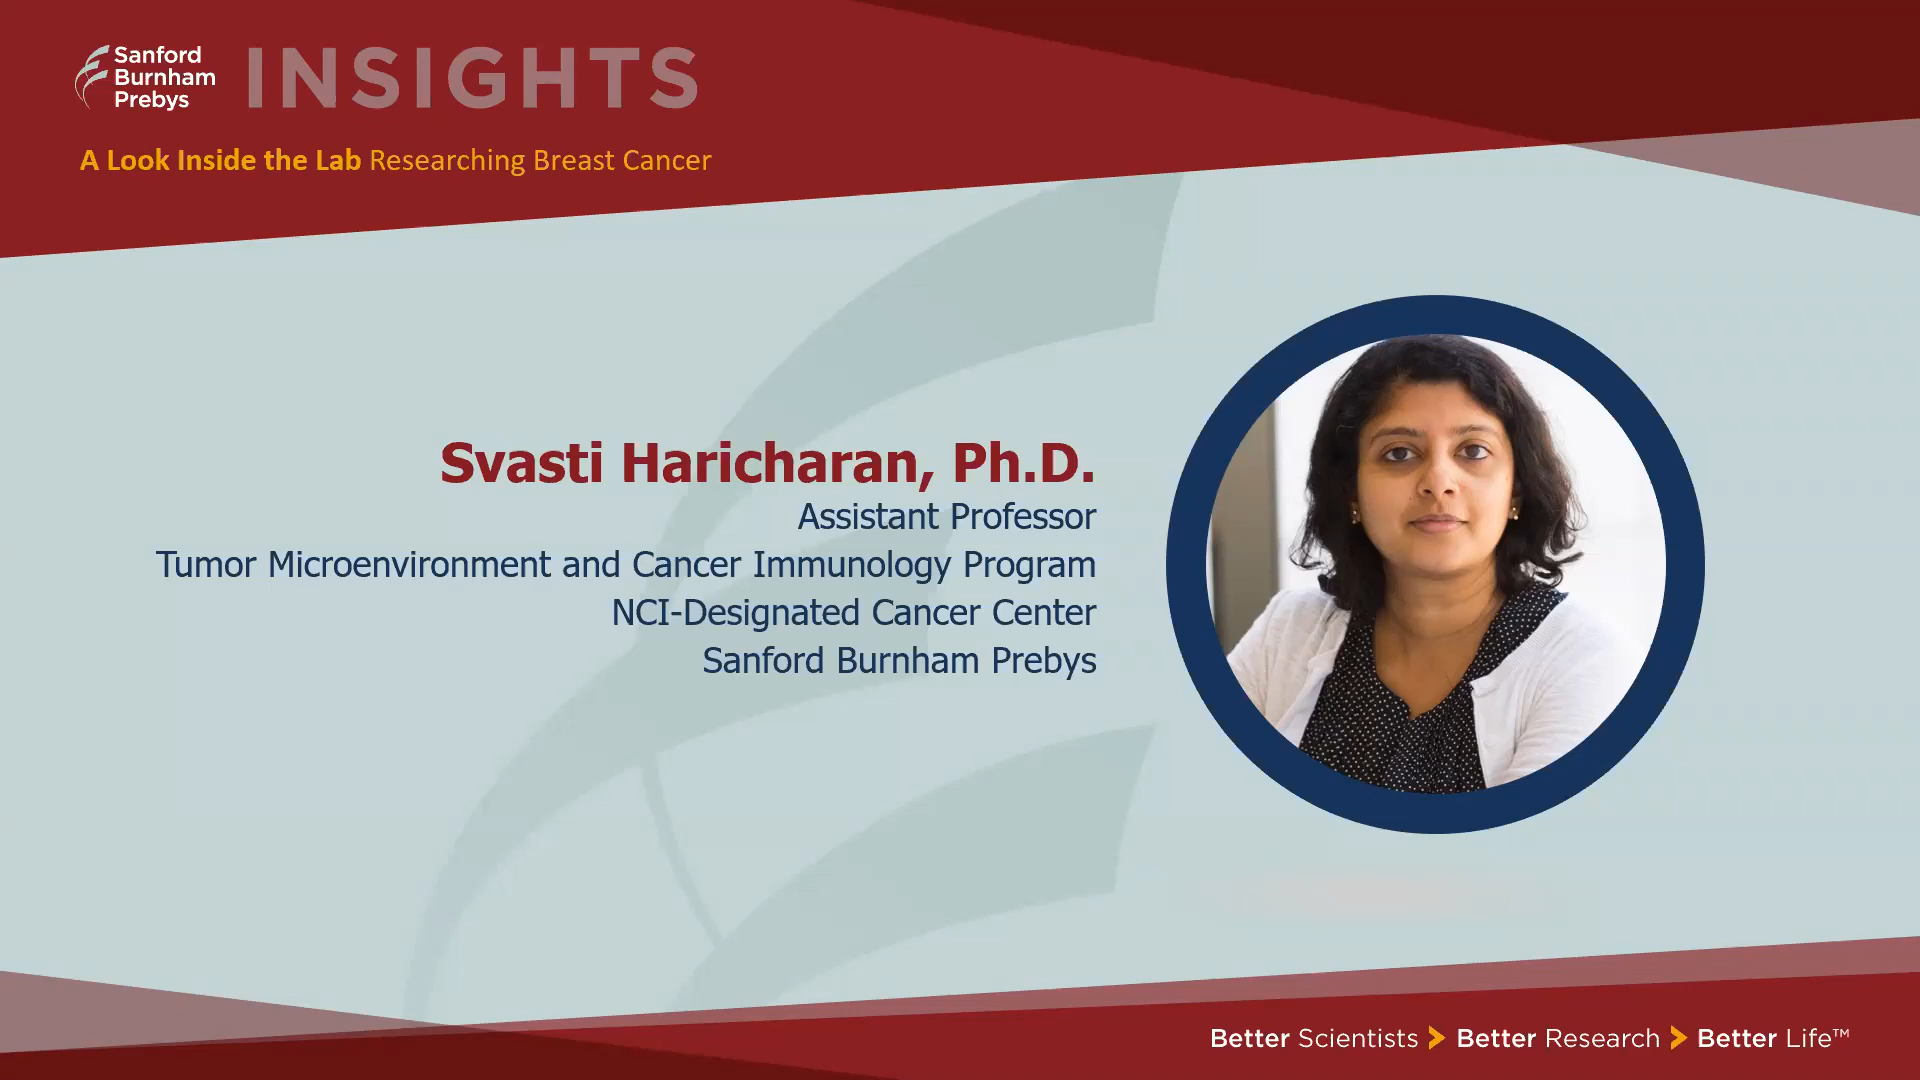 Sanford
Burnham
Prebys
INSIGHTS
A Look Inside the Lab Researching Breast Cancer
Svasti Haricharan, Ph.D.
Assistant Professor
Tumor Microenvironment and Cancer Immunology Program
NCI-Designated Cancer Center
Sanford Burnham Prebys
Better Scientists > Better Research > Better Life™